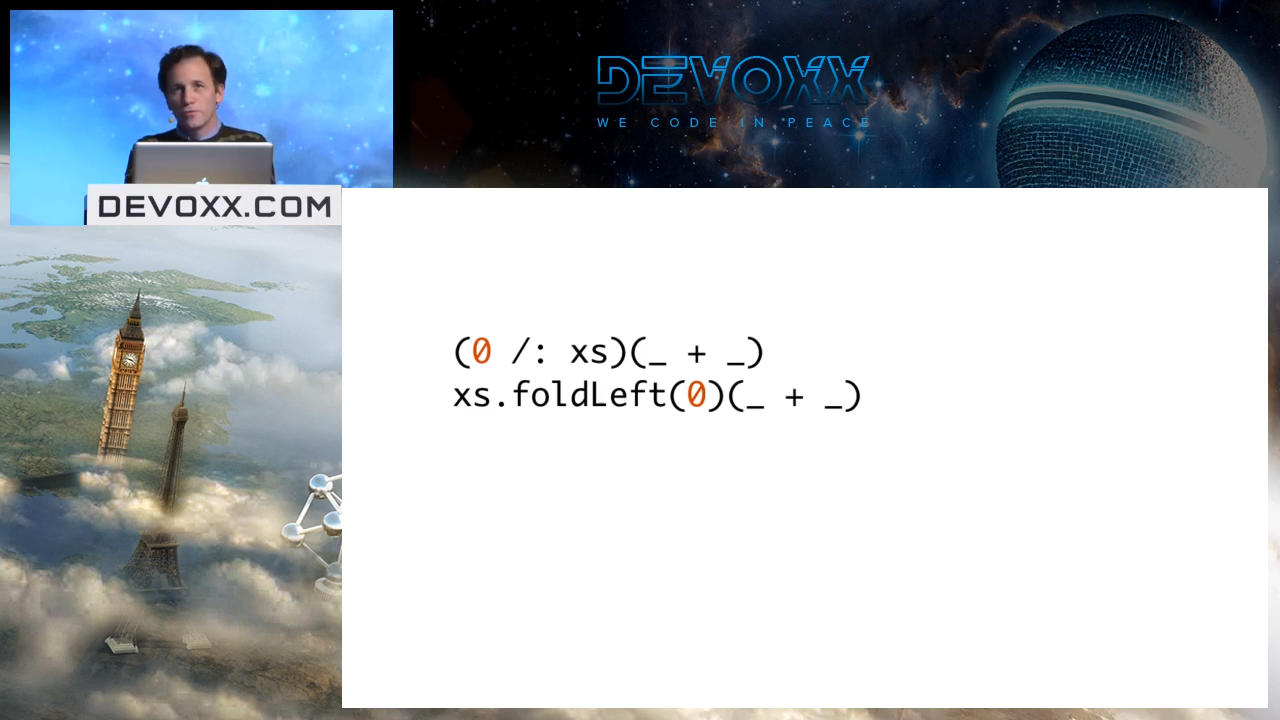 DEVOXX
WE CODE IN PEACE
DEVOXX.COM
(0 /: xs)(_ + _)
xs.foldLeft(0)(_ + _)